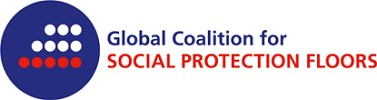 Global Coalition for
SOCIAL PROTECTION FLOORS